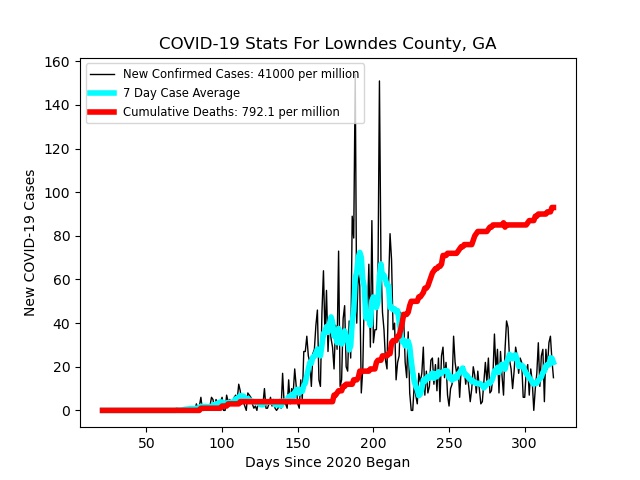 COVID-19 Stats For Lowndes County, GA
New Confirmed Cases: 41000 per million
7 Day Case Average
Cumulative Deaths: 792.1 per million
160
140
120
100
80
60
40
20
0
New COVID-19 Cases
50 100 150 200 250 300
Days Since 2020 Began